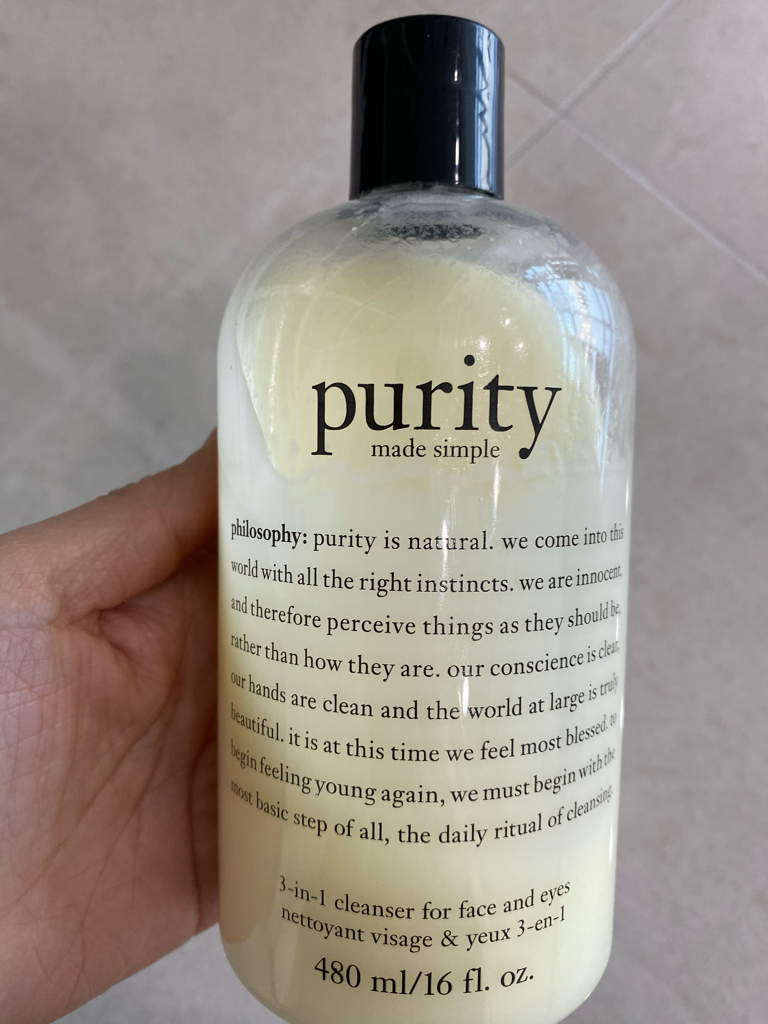 purity
made simple
philosophy: purity is natural. we come into this
world with all the right instincts. we are innocent,
and therefore perceive things as they should be,
rather than how they are. our conscience is clear,
our hands are clean and the world at large is truly
beautiful. it is at this time we feel most blessed. to
begin feeling young again, we must begin with the
most basic step of all, the daily ritual of cleansing.
3-in-1 cleanser for face and eyes
nettoyant visage & yeux 3-en-1
480 ml/16 fl. oz.